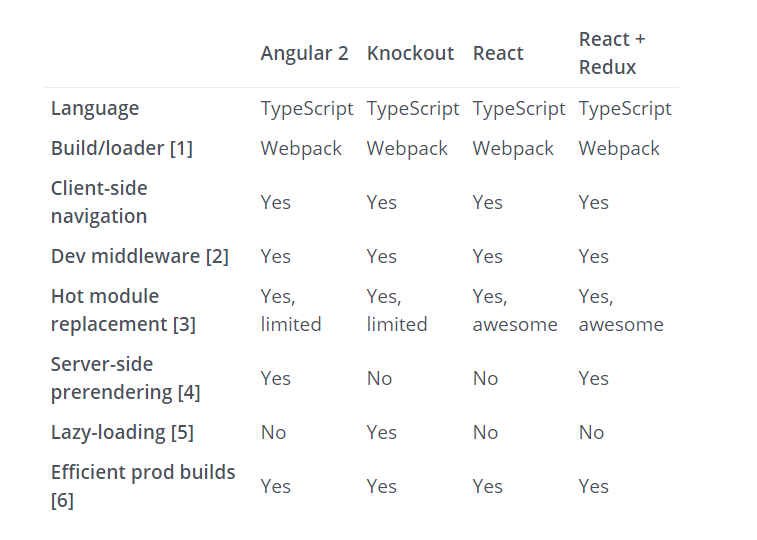 Angular 2 Knockout React React + Redux
Language TypeScript TypeScript TypeScript TypeScript
Build/loader [1] Webpack Webpack Webpack Webpack
Client-side navigation Yes Yes Yes Yes
Dev middleware [2] Yes Yes Yes Yes
Hot module replacement [3] Yes, limited Yes, limited Yes, awesome Yes, awesome
Server-side prerendering [4] Yes No No Yes
Lazy-loading [5] No Yes No No
Efficient prod builds [6] Yes Yes Yes Yes